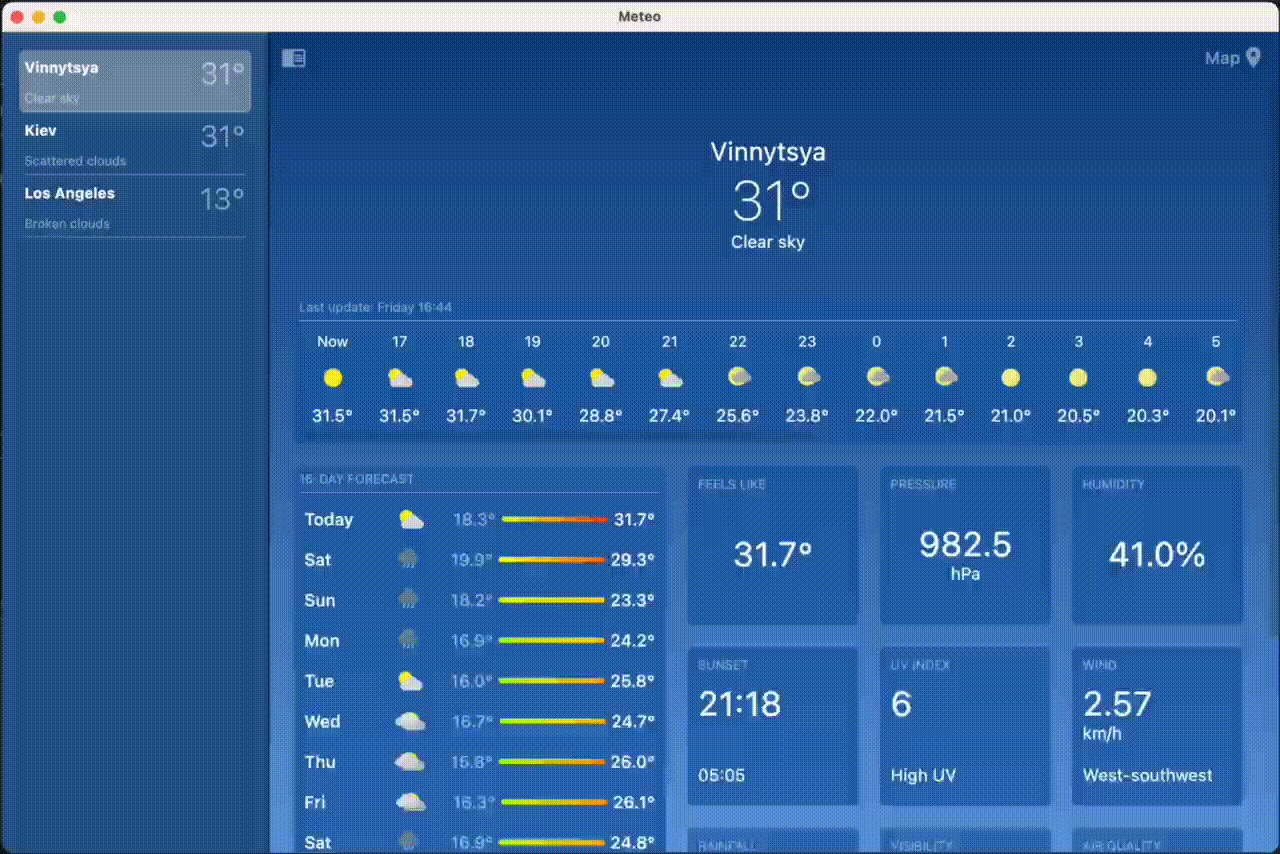 Meteo
Vinnytsya 31°
Clear sky
Kiev 31°
Scattered clouds
Los Angeles 13°
Broken clouds
Map
Vinnytsya
31°
Clear sky
Last update: Friday 16:44
Now 17 18 19 20 21 22 23 0 1 2 3 4 5
31.5° 31.5° 31.7° 30.1° 28.8° 27.4° 25.6° 23.8° 22.0° 21.5° 21.0° 20.5° 20.3° 20.1°
16-DAY FORECAST
Today 18.3° 31.7°
Sat 19.9° 29.3°
Sun 18.2° 23.3°
Mon 16.9° 24.2°
Tue 16.0° 25.8°
Wed 16.7° 24.7°
Thu 15.8° 26.0°
Fri 16.3° 26.1°
Sat 16.9° 24.8°
FEELS LIKE
31.7°
PRESSURE
982.5
hPa
HUMIDITY
41.0%
SUNSET
21:18
05:05
UV INDEX
6
High UV
WIND
2.57
km/h
West-southwest
RAINFALL
VISIBILITY
AIR QUALITY